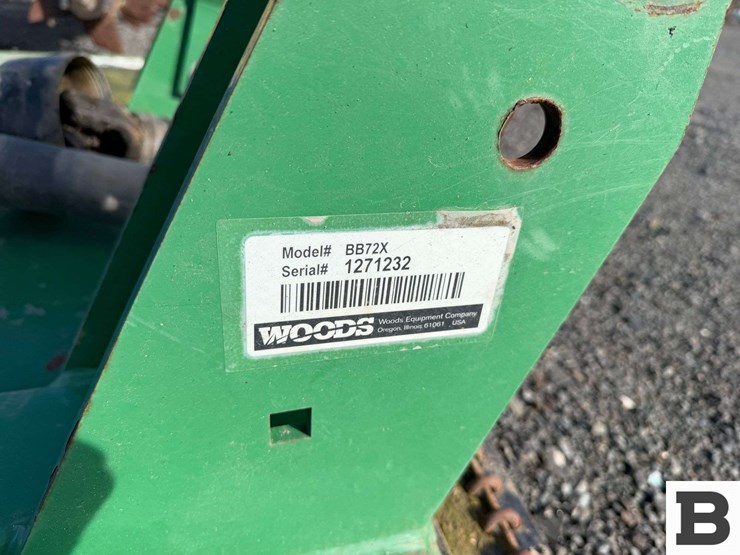 Model# BB72X
Serial# 1271232
WOODS
Woods Equipment Company
Oregon, Illinois 61061 USA
B